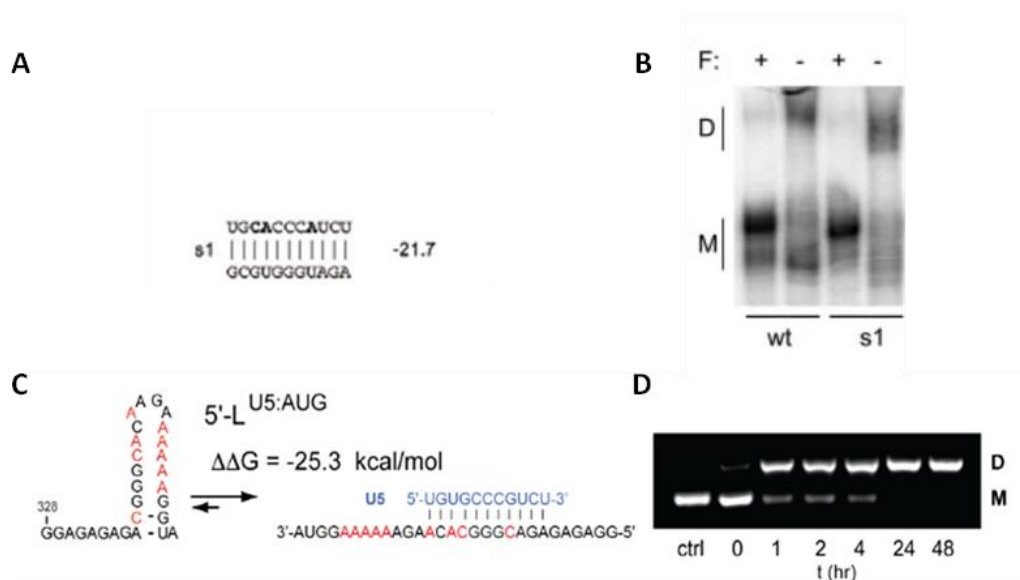 A
UGCACCCAUCU
s1 -21.7
GCGUGGGUAGA
B
F: + - + -
D
M
wt s1
C
A G
A A
C A
A A
C A
G A
G A
G G
C - G
328
GGAGAGAGA - UA
5'-L U5:AUG
ΔΔG = -25.3 kcal/mol
U5 5'-UGUGCCCGUCU-3'
3'-AUGGAAAAAAGAACACGGGCAGAGAGAGG-5'
D
D
M
ctrl 0 1 2 4 24 48
t (hr)